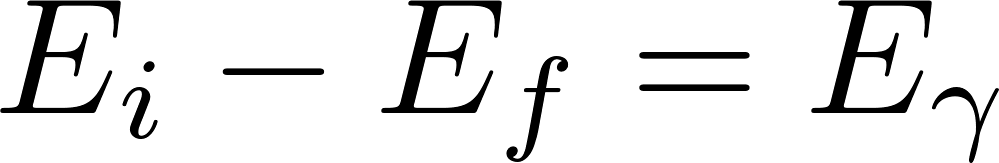 E_i − E_f = E_γ